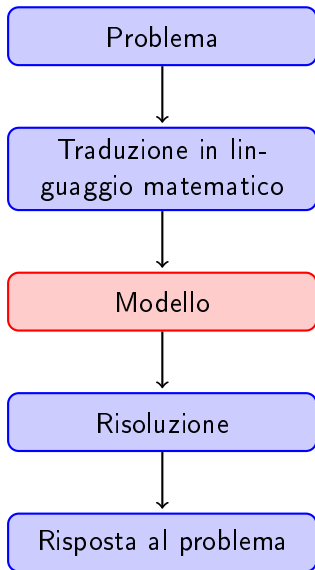 Problema
Traduzione in lin-
guaggio matematico
Modello
Risoluzione
Risposta al problema